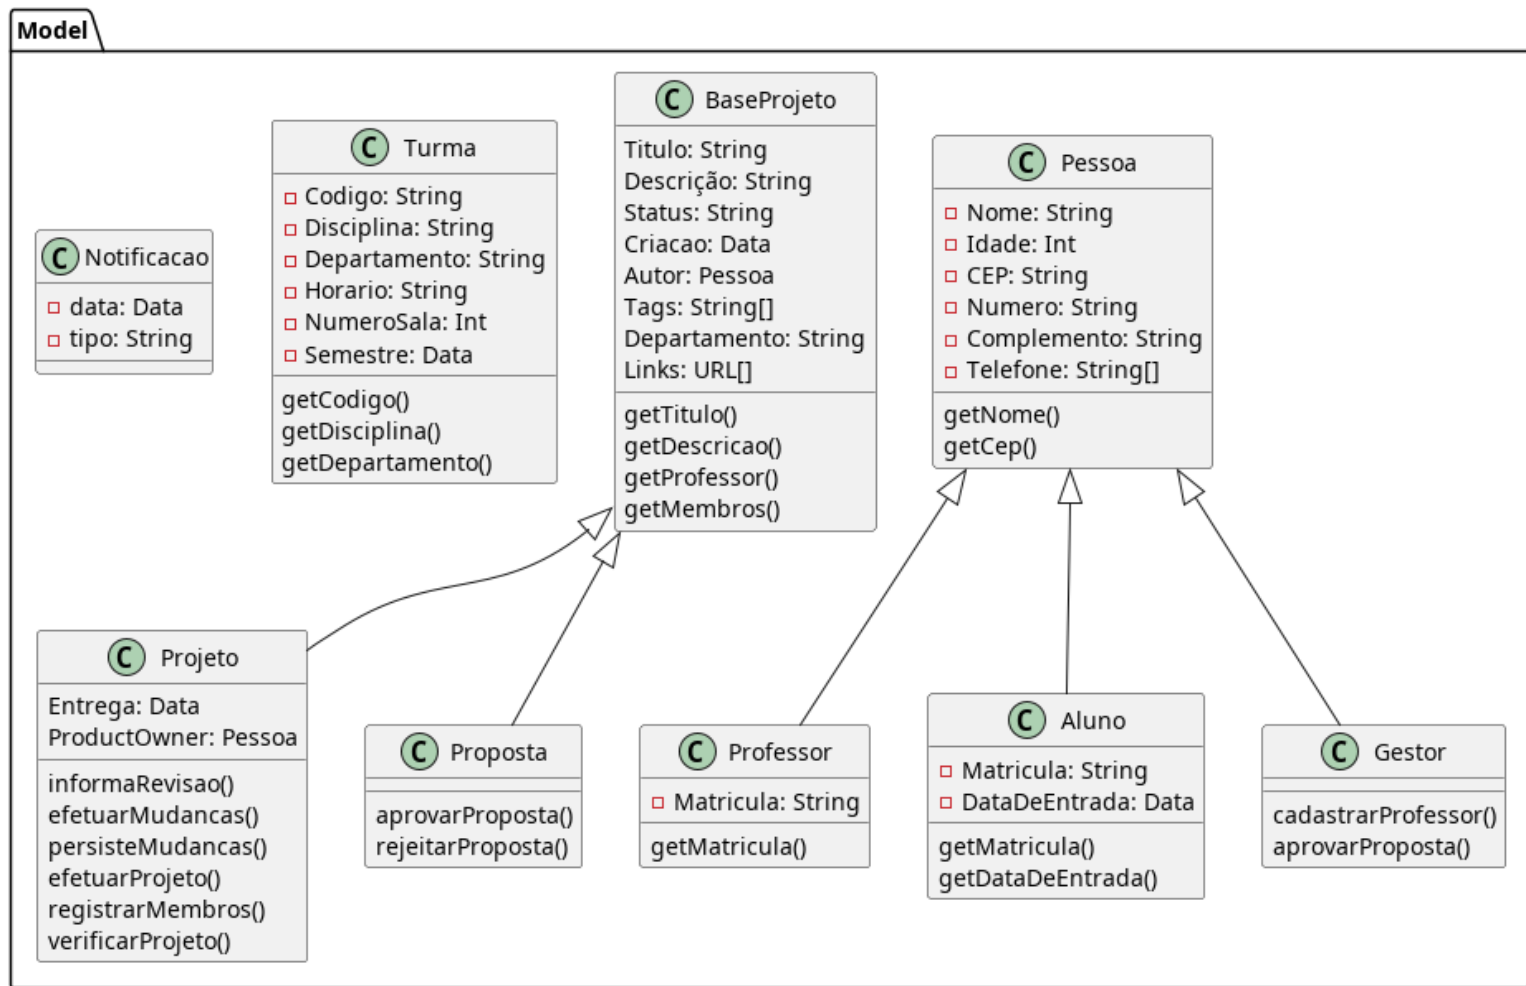 Model
C Notificacao
data: Data
tipo: String
C Turma
Codigo: String
Disciplina: String
Departamento: String
Horario: String
NumeroSala: Int
Semestre: Data
getCodigo()
getDisciplina()
getDepartamento()
C BaseProjeto
Titulo: String
Descrição: String
Status: String
Criacao: Data
Autor: Pessoa
Tags: String[]
Departamento: String
Links: URL[]
getTitulo()
getDescricao()
getProfessor()
getMembros()
C Pessoa
Nome: String
Idade: Int
CEP: String
Numero: String
Complemento: String
Telefone: String[]
getNome()
getCep()
C Projeto
Entrega: Data
ProductOwner: Pessoa
informaRevisao()
efetuarMudancas()
persisteMudancas()
efetuarProjeto()
registrarMembros()
verificarProjeto()
C Proposta
aprovarProposta()
rejeitarProposta()
C Professor
Matricula: String
getMatricula()
C Aluno
Matricula: String
DataDeEntrada: Data
getMatricula()
getDataDeEntrada()
C Gestor
cadastrarProfessor()
aprovarProposta()